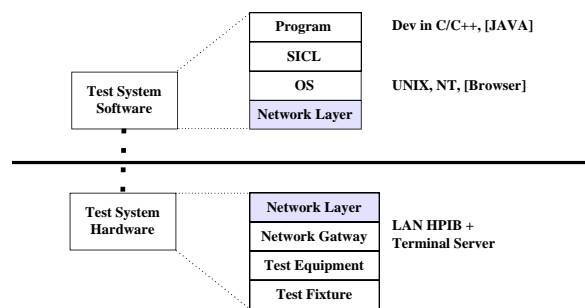 Program Dev in C/C++, [JAVA]
SICL
OS UNIX, NT, [Browser]
Network Layer
Test System
Software
Test System
Hardware
Network Layer
Network Gatway
Test Equipment
Test Fixture
LAN HPIB +
Terminal Server